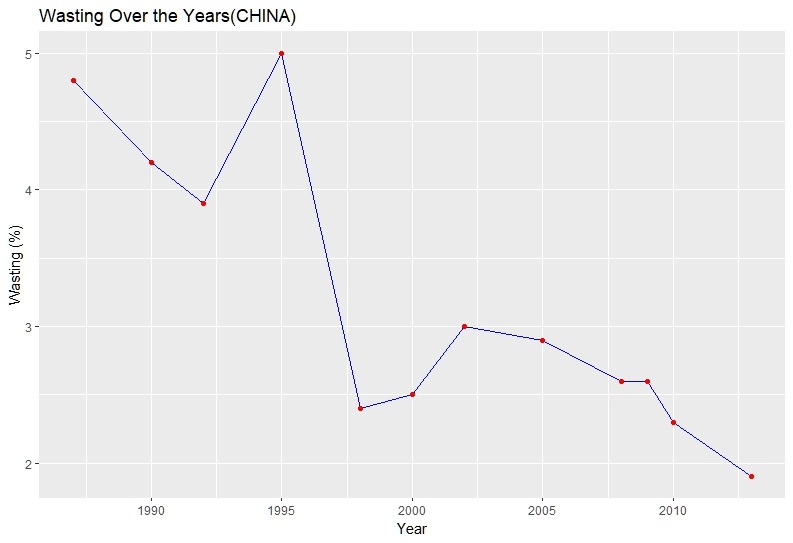 Wasting Over the Years(CHINA)
5
4
3
2
Wasting (%)
1990 1995 2000 2005 2010
Year